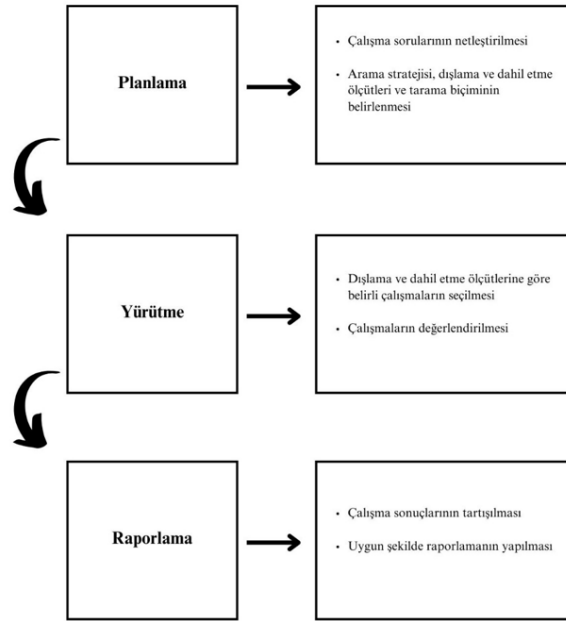 Planlama
• Çalışma sorularının netleştirilmesi
• Arama stratejisi, dışlama ve dahil etme
ölçütleri ve tarama biçiminin
belirlenmesi
Yürütme
• Dışlama ve dahil etme ölçütlerine göre
belirli çalışmaların seçilmesi
• Çalışmaların değerlendirilmesi
Raporlama
• Çalışma sonuçlarının tartışılması
• Uygun şekilde raporlamanın yapılması